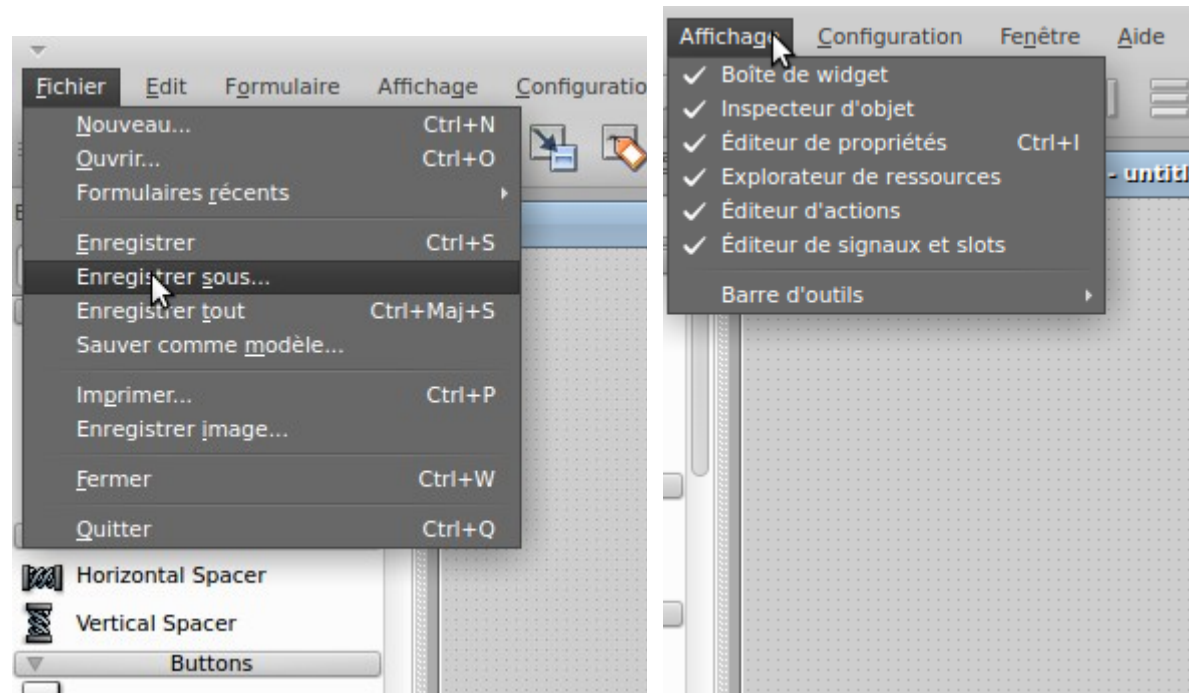 Fichier Edit Formulaire Affichage Configuratio
Nouveau... Ctrl+N
Ouvrir... Ctrl+O
Formulaires récents
Enregistrer Ctrl+S
Enregistrer sous...
Enregistrer tout Ctrl+Maj+S
Sauver comme modèle...
Imprimer... Ctrl+P
Enregistrer image...
Fermer Ctrl+W
Quitter Ctrl+Q
Horizontal Spacer
Vertical Spacer
Buttons
Affichage Configuration Fenêtre Aide
Boîte de widget
Inspecteur d'objet
Éditeur de propriétés Ctrl+I
Explorateur de ressources
- untitl
Éditeur d'actions
Éditeur de signaux et slots
Barre d'outils